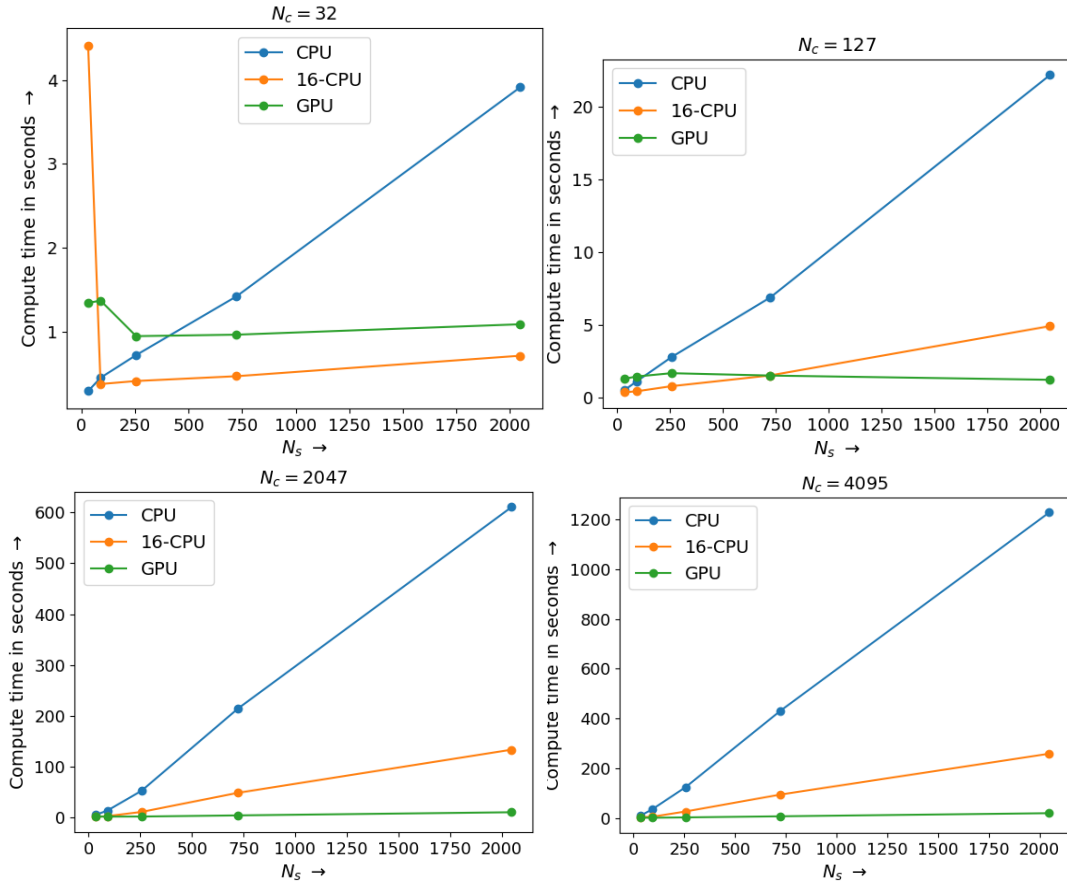 N_c = 32
Compute time in seconds →
4
3
2
1
CPU
16-CPU
GPU
0 250 500 750 1000 1250 1500 1750 2000
N_s →
N_c = 127
Compute time in seconds →
20
15
10
5
0
CPU
16-CPU
GPU
0 250 500 750 1000 1250 1500 1750 2000
N_s →
N_c = 2047
Compute time in seconds →
600
500
400
300
200
100
0
CPU
16-CPU
GPU
0 250 500 750 1000 1250 1500 1750 2000
N_s →
N_c = 4095
Compute time in seconds →
1200
1000
800
600
400
200
0
CPU
16-CPU
GPU
0 250 500 750 1000 1250 1500 1750 2000
N_s →